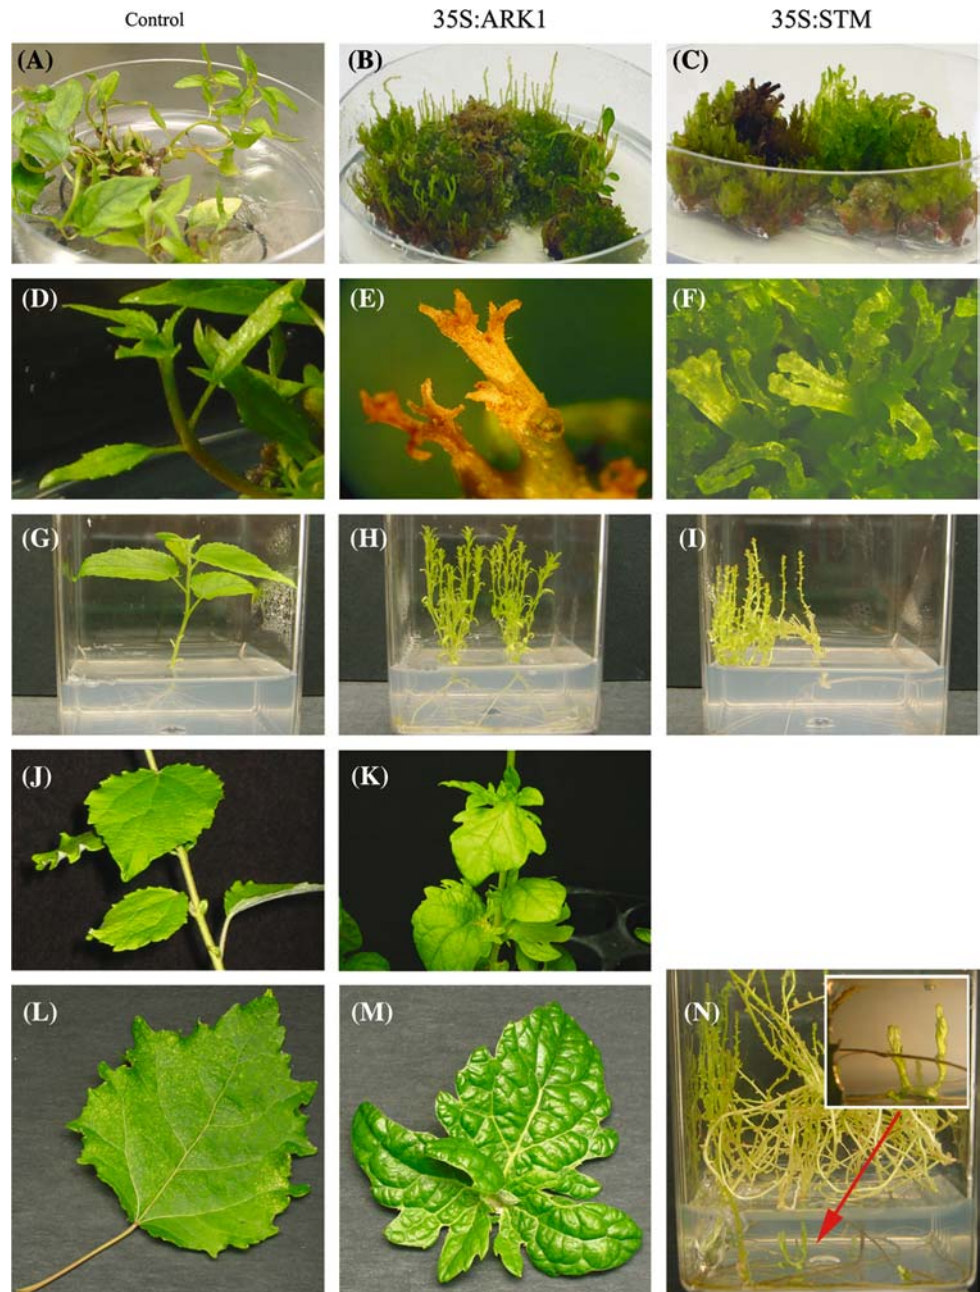 Control 35S:ARK1 35S:STM
(A) (B) (C)
(D) (E) (F)
(G) (H) (I)
(J) (K)
(L) (M) (N)